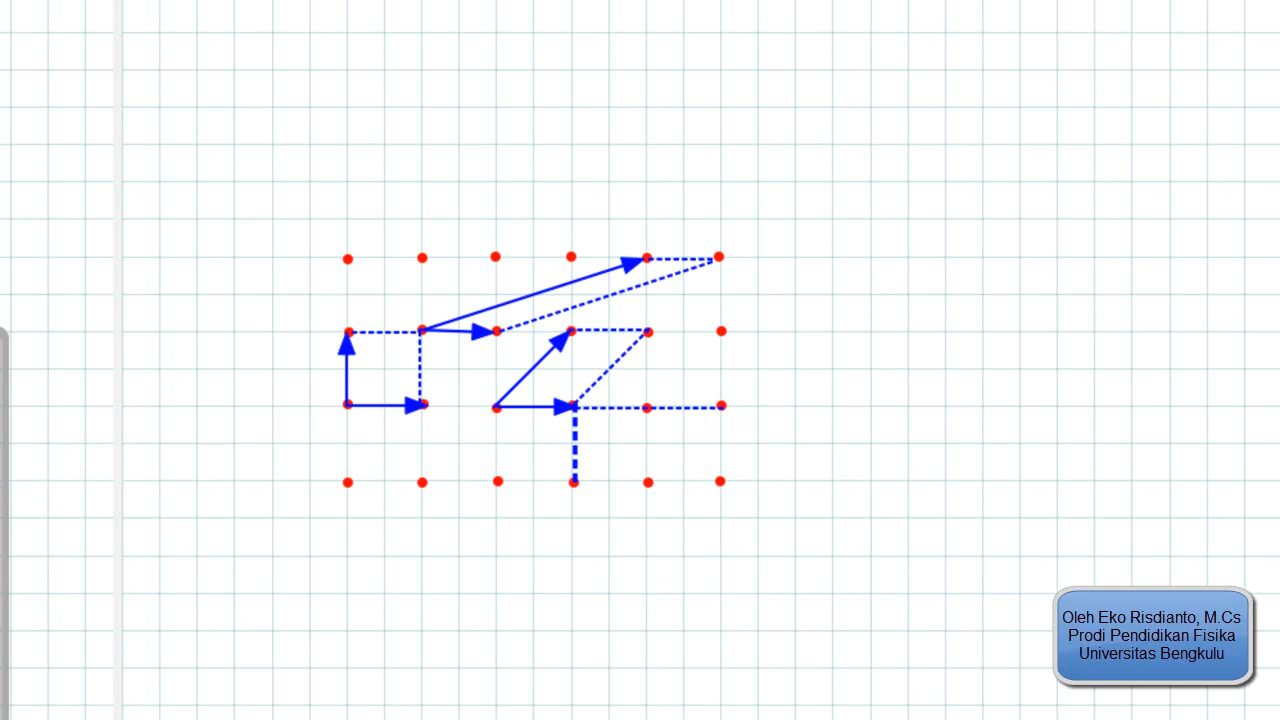 Oleh Eko Risdianto, M.Cs
Prodi Pendidikan Fisika
Universitas Bengkulu